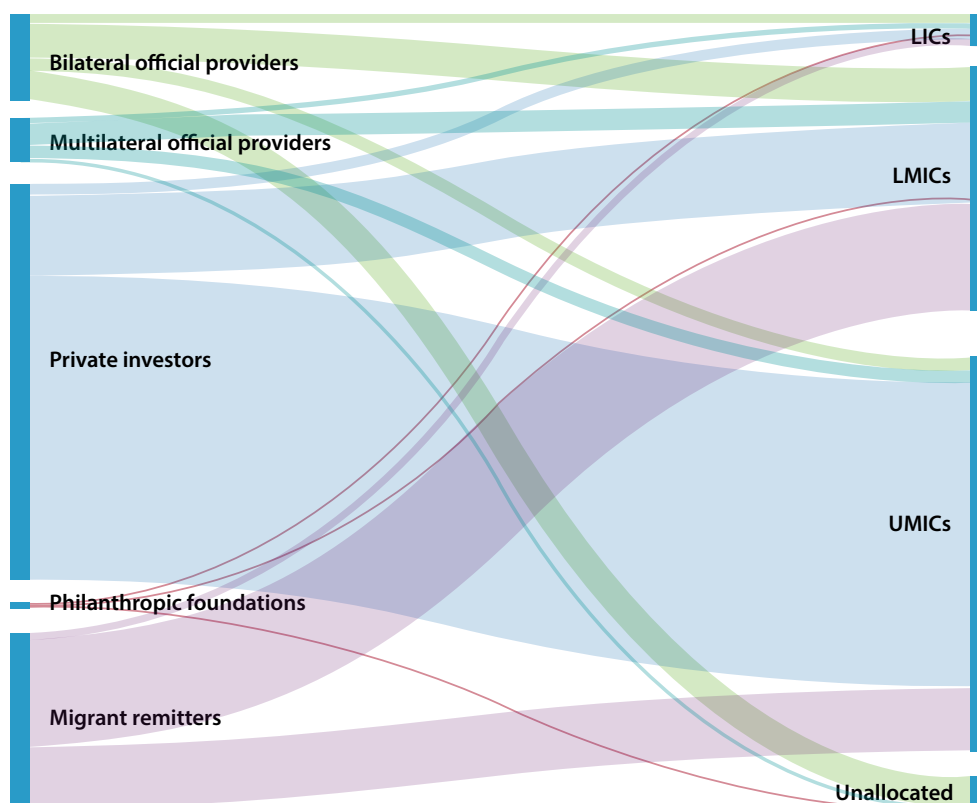 Bilateral official providers
Multilateral official providers
Private investors
Philanthropic foundations
Migrant remitters
LICs
LMICs
UMICs
Unallocated